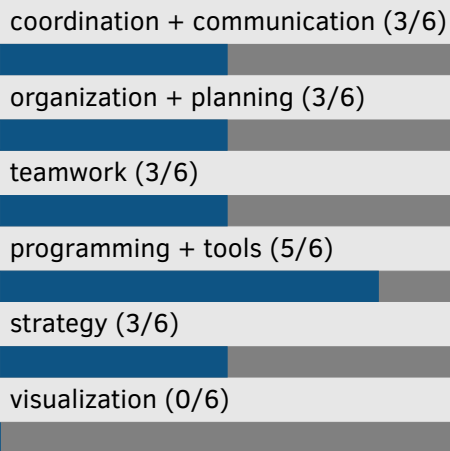 coordination + communication (3/6)
organization + planning (3/6)
teamwork (3/6)
programming + tools (5/6)
strategy (3/6)
visualization (0/6)